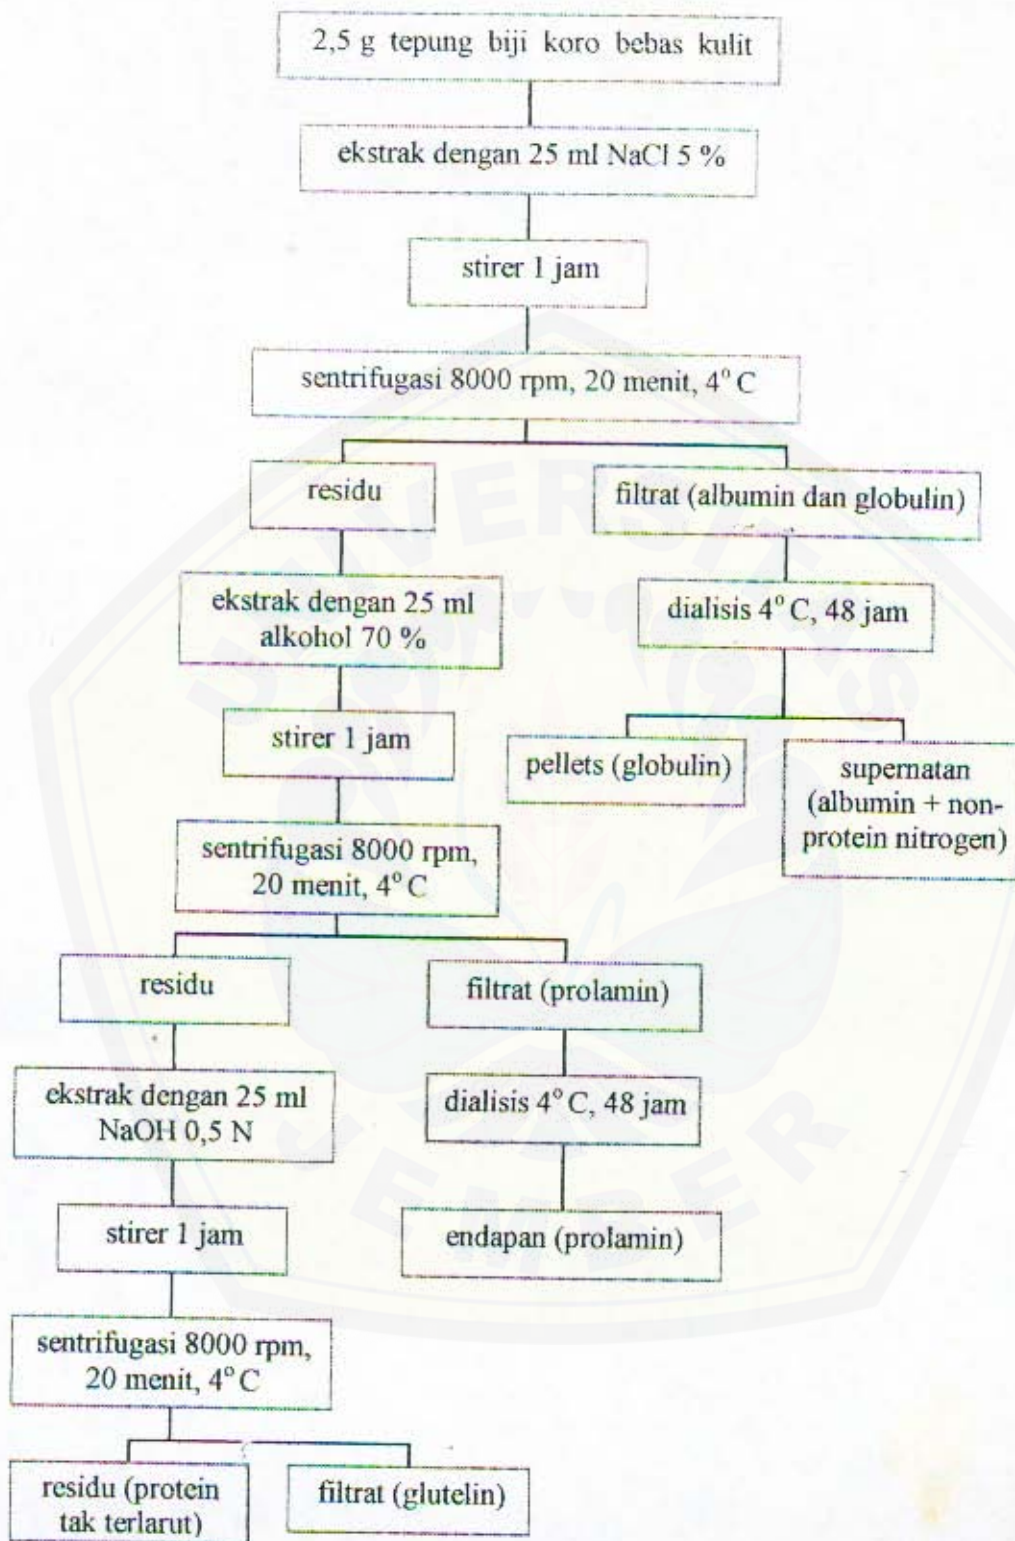 2,5 g tepung biji koro bebas kulit
ekstrak dengan 25 ml NaCl 5 %
stirer 1 jam
sentrifugasi 8000 rpm, 20 menit, 4° C
residu
filtrat (albumin dan globulin)
ekstrak dengan 25 ml
alkohol 70 %
dialisis 4° C, 48 jam
stirer 1 jam
pellets (globulin)
supernatan
(albumin + non-
protein nitrogen)
sentrifugasi 8000 rpm,
20 menit, 4° C
residu
filtrat (prolamin)
ekstrak dengan 25 ml
NaOH 0,5 N
dialisis 4° C, 48 jam
stirer 1 jam
endapan (prolamin)
sentrifugasi 8000 rpm,
20 menit, 4° C
residu (protein
tak terlarut)
filtrat (glutelin)
UNIVERSITAS
JEMBER